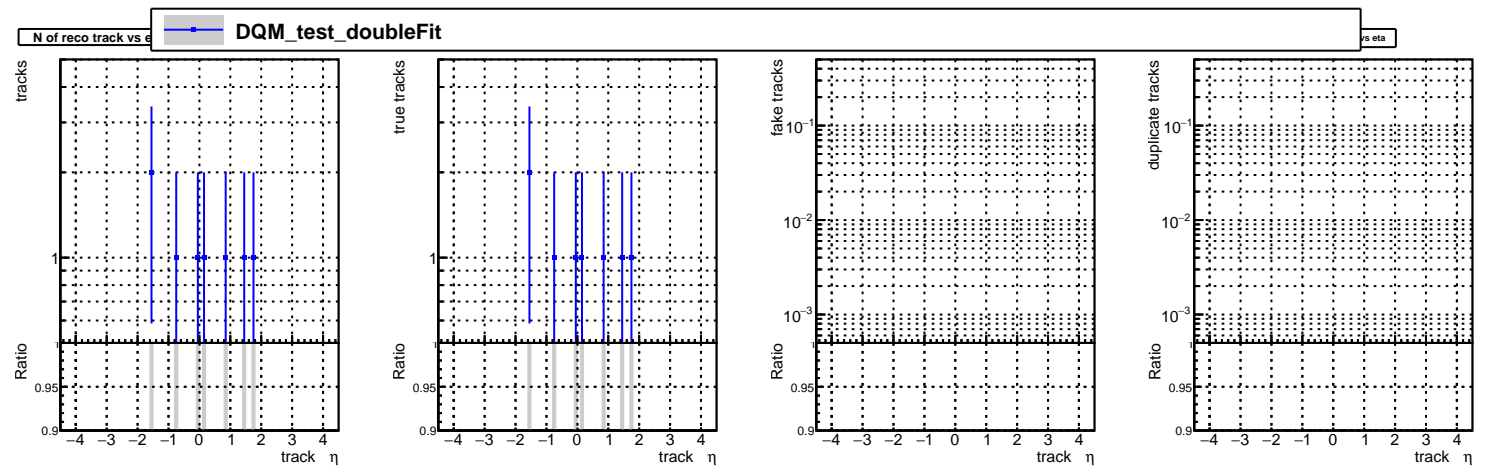 DQM_test_doubleFit
N of reco track vs e
vs eta
tracks
1
Ratio
1
0.95
0.9
−4 −3 −2 −1 0 1 2 3 4
track η
true tracks
1
Ratio
1
0.95
0.9
−4 −3 −2 −1 0 1 2 3 4
track η
fake tracks
10−1
10−2
10−3
Ratio
1
0.95
0.9
−4 −3 −2 −1 0 1 2 3 4
track η
duplicate tracks
10−1
10−2
10−3
Ratio
1
0.95
0.9
−4 −3 −2 −1 0 1 2 3 4
track η